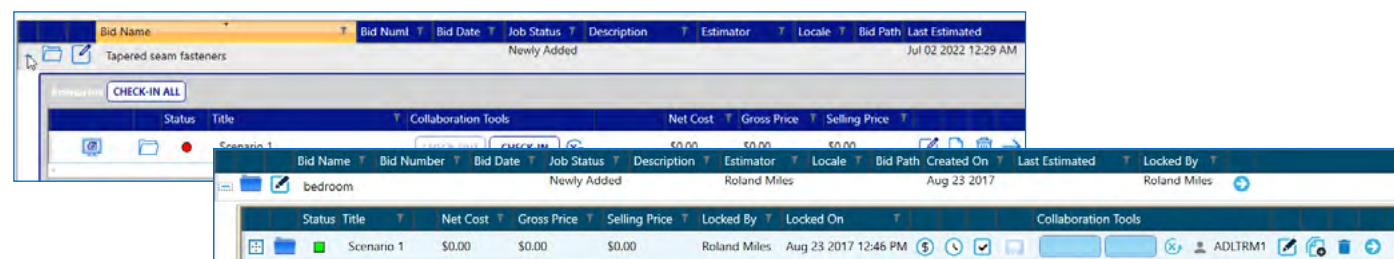 Bid Name Bid Numl Bid Date Job Status Description Estimator Locale Bid Path Last Estimated
Tapered seam fasteners Newly Added Jul 02 2022 12:29 AM
CHECK-IN ALL
Status Title Collaboration Tools Net Cost Gross Price Selling Price
Scenario 1 CHECK-OUT CHECK-IN $0.00 $0.00 $0.00
Bid Name Bid Number Bid Date Job Status Description Estimator Locale Bid Path Created On Last Estimated Locked By
bedroom Newly Added Roland Miles Aug 23 2017 Roland Miles
Status Title Net Cost Gross Price Selling Price Locked By Locked On Collaboration Tools
Scenario 1 $0.00 $0.00 $0.00 Roland Miles Aug 23 2017 12:46 PM ADLTRM1